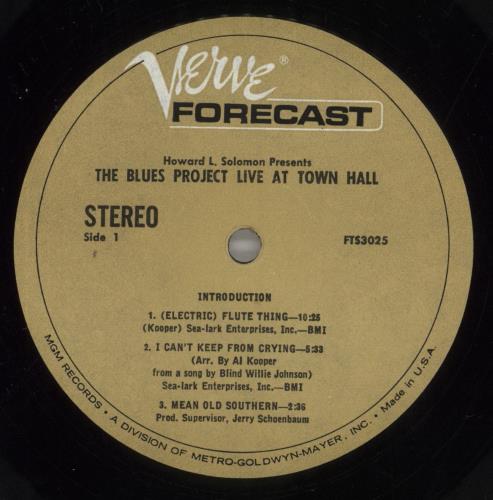 Verve®
FORECAST
Howard L. Solomon Presents
THE BLUES PROJECT LIVE AT TOWN HALL
STEREO
Side 1
FTS3025
INTRODUCTION
1. (ELECTRIC) FLUTE THING—10:25
(Kooper) Sea-lark Enterprises, Inc.—BMI
2. I CAN'T KEEP FROM CRYING—5:33
(Arr. By Al Kooper
from a song by Blind Willie Johnson)
Sea-lark Enterprises, Inc.—BMI
3. MEAN OLD SOUTHERN—2:36
Prod. Supervisor, Jerry Schoenbaum
MGM RECORDS • A DIVISION OF METRO-GOLDWYN-MAYER, INC. • Made in U.S.A.